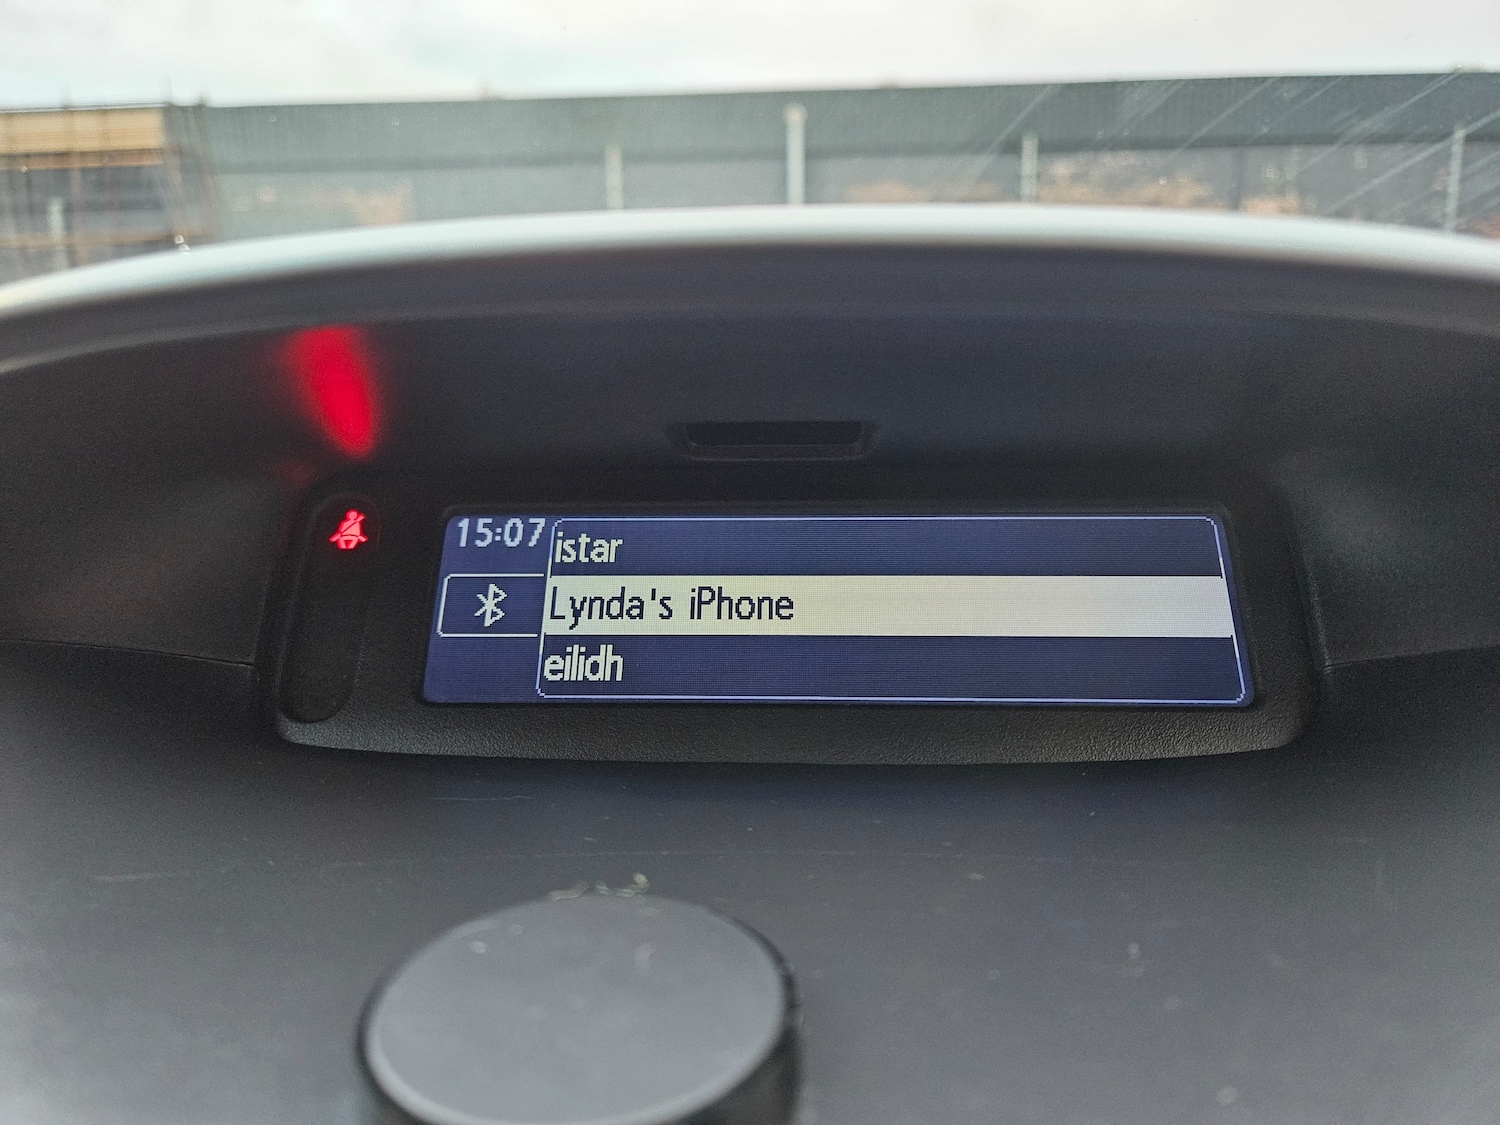 15:07
istar
Lynda's iPhone
eilidh